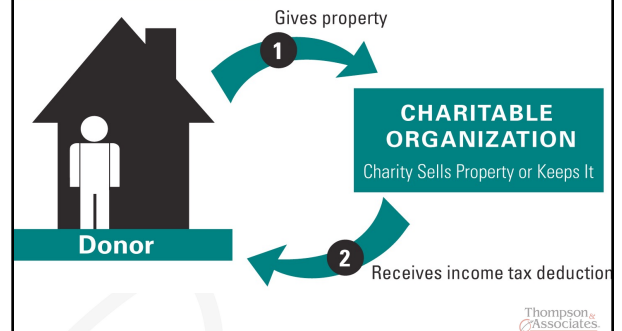 Gives property
1
CHARITABLE
ORGANIZATION
Charity Sells Property or Keeps It
Donor
2
Receives income tax deduction
Thompson &
Associates.